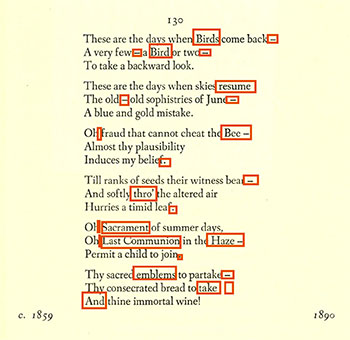 130
These are the days when Birds come back –
A very few – a Bird or two –
To take a backward look.
These are the days when skies resume
The old – old sophistries of June –
A blue and gold mistake.
Oh fraud that cannot cheat the Bee –
Almost thy plausibility
Induces my belief.
Till ranks of seeds their witness bear –
And softly thro' the altered air
Hurries a timid leaf.
Oh Sacrament of summer days,
Oh Last Communion in the Haze –
Permit a child to join.
Thy sacred emblems to partake –
Thy consecrated bread to take
And thine immortal wine!
c. 1859 1890